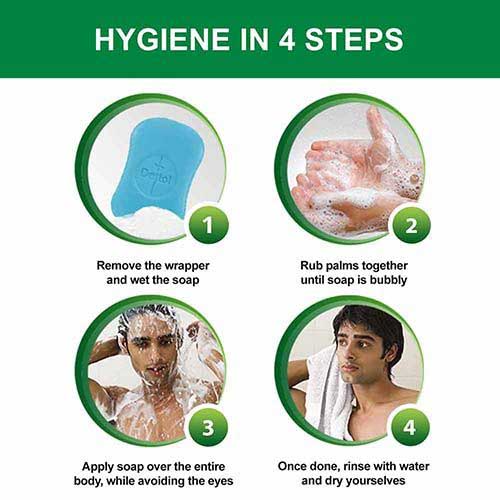 HYGIENE IN 4 STEPS
Dettol
1
2
Remove the wrapper
and wet the soap
Rub palms together
until soap is bubbly
3
4
Apply soap over the entire
body, while avoiding the eyes
Once done, rinse with water
and dry yourselves